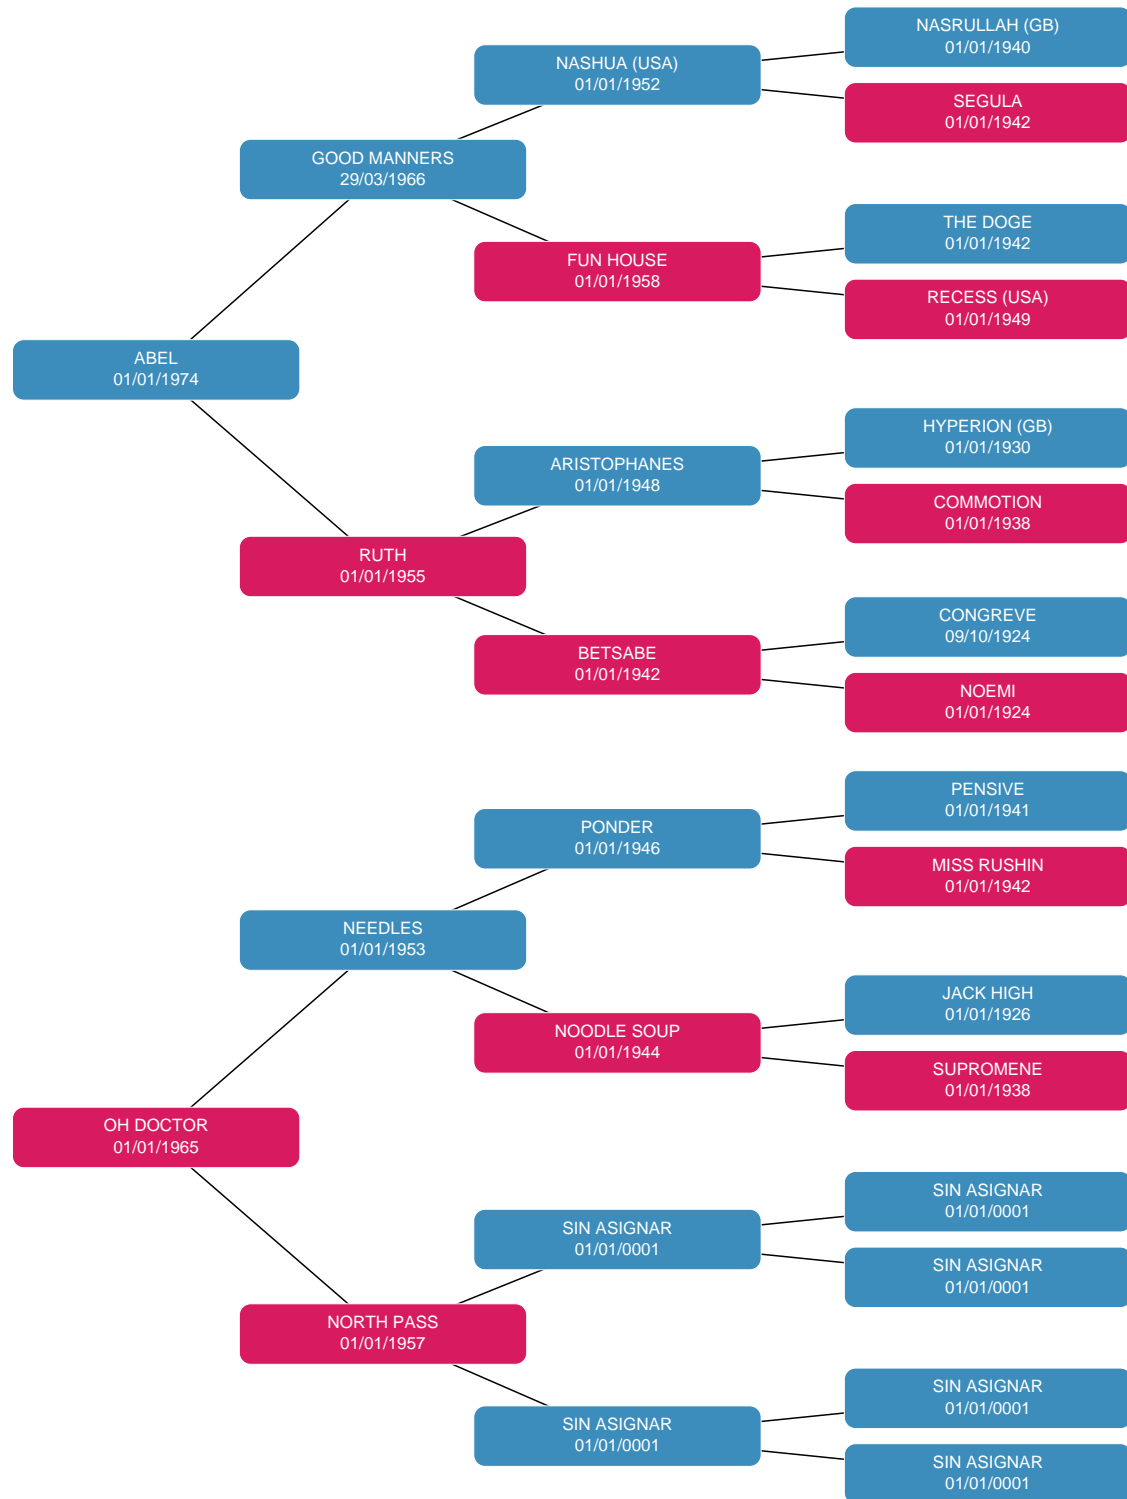 NASRULLAH (GB)
01/01/1940
NASHUA (USA)
01/01/1952
SEGULA
01/01/1942
GOOD MANNERS
29/03/1966
THE DOGE
01/01/1942
FUN HOUSE
01/01/1958
RECESS (USA)
01/01/1949
ABEL
01/01/1974
HYPERION (GB)
01/01/1930
ARISTOPHANES
01/01/1948
COMMOTION
01/01/1938
RUTH
01/01/1955
CONGREVE
09/10/1924
BETSABE
01/01/1942
NOEMI
01/01/1924
PENSIVE
01/01/1941
PONDER
01/01/1946
MISS RUSHIN
01/01/1942
NEEDLES
01/01/1953
JACK HIGH
01/01/1926
NOODLE SOUP
01/01/1944
SUPROMENE
01/01/1938
OH DOCTOR
01/01/1965
SIN ASIGNAR
01/01/0001
SIN ASIGNAR
01/01/0001
SIN ASIGNAR
01/01/0001
NORTH PASS
01/01/1957
SIN ASIGNAR
01/01/0001
SIN ASIGNAR
01/01/0001
SIN ASIGNAR
01/01/0001